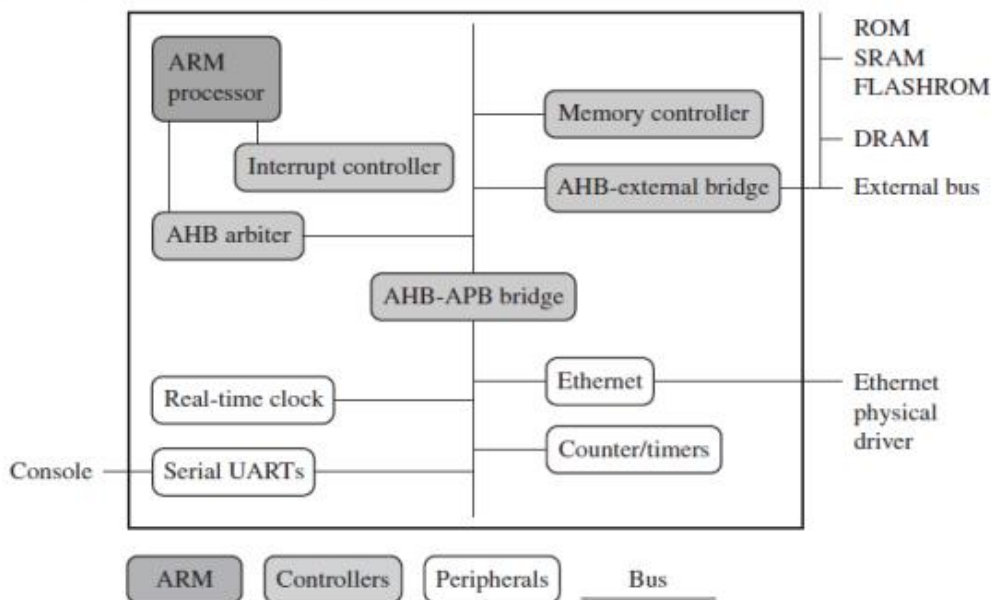 ROM
SRAM
FLASHROM
DRAM
External bus
ARM
processor
Interrupt controller
AHB arbiter
Memory controller
AHB-external bridge
AHB-APB bridge
Real-time clock
Serial UARTs
Console
Ethernet
Counter/timers
Ethernet
physical
driver
ARM
Controllers
Peripherals
Bus